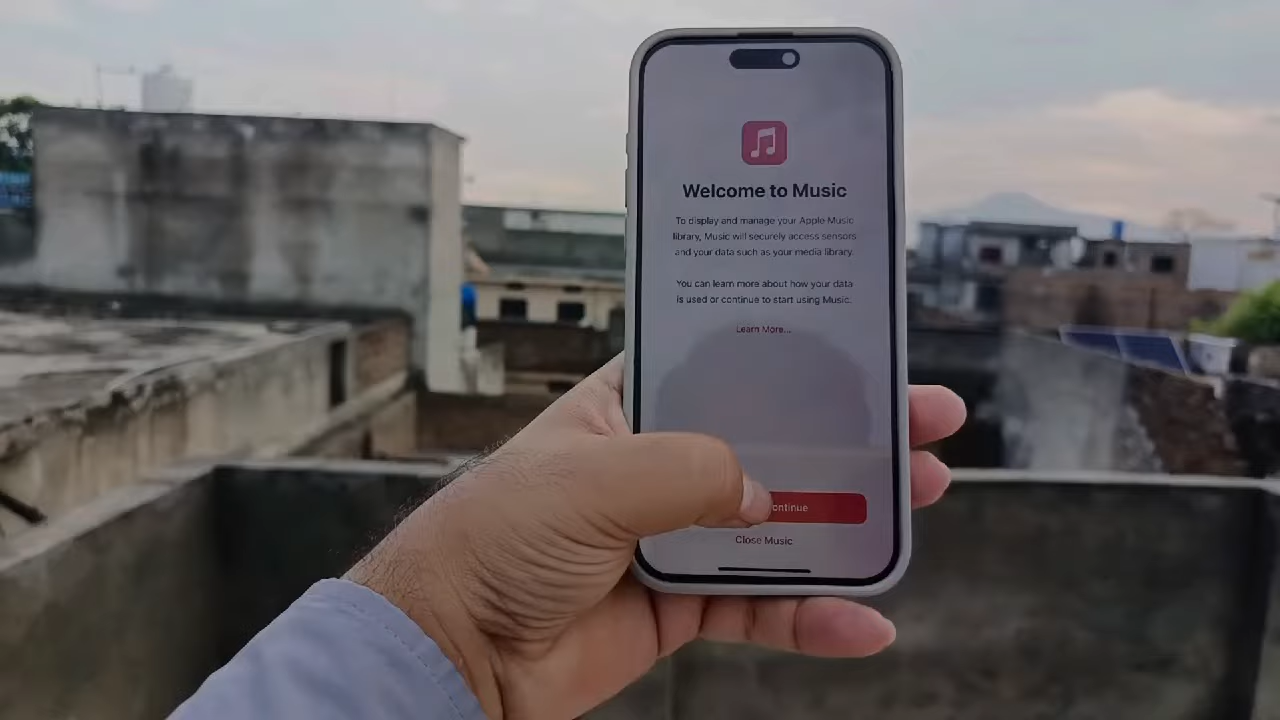 Welcome to Music
To display and manage your Apple Music
library, Music will securely access sensors
and your data such as your media library.
You can learn more about how your data
is used or continue to start using Music.
Learn More...
ontinue
Close Music